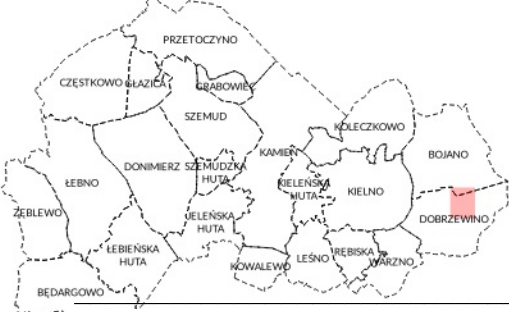 PRZETOCZYNO
CZĘSTKOWO
GŁAZICA
GRABOWIEC
SZEMUD
KOLECZKOWO
KAMIEŃ
BOJANO
DONIMIERZ
SZEMUDZKA
HUTA
ŁEBNO
KIELEŃSKA
HUTA
KIELNO
ZĘBLEWO
JELEŃSKA
HUTA
DOBRZEWINO
ŁEBIEŃSKA
HUTA
KOWALEWO
LEŚNO
RĘBISKA
WARZNO
BĘDARGOWO